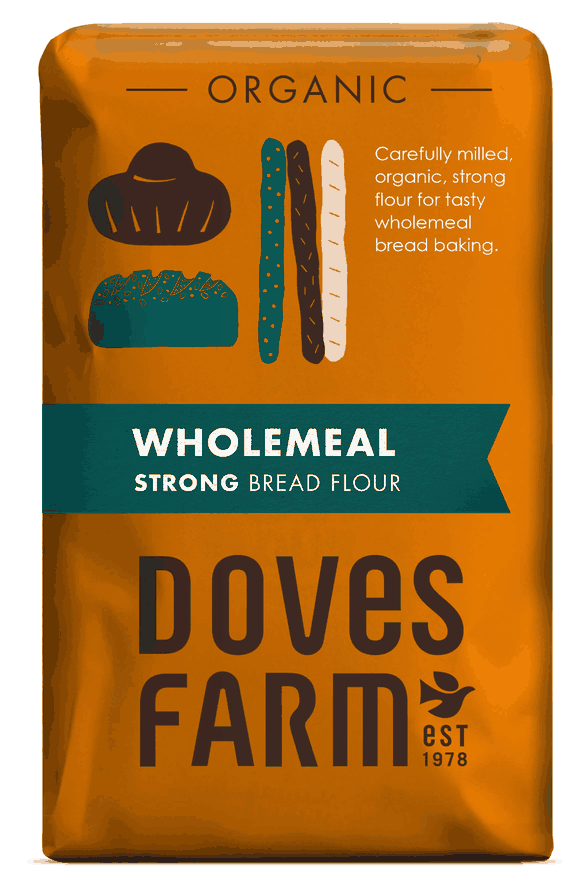 ORGANIC
Carefully milled,
organic, strong
flour for tasty
wholemeal
bread baking.
WHOLEMEAL
STRONG BREAD FLOUR
DOVES
FARM
EST
1978